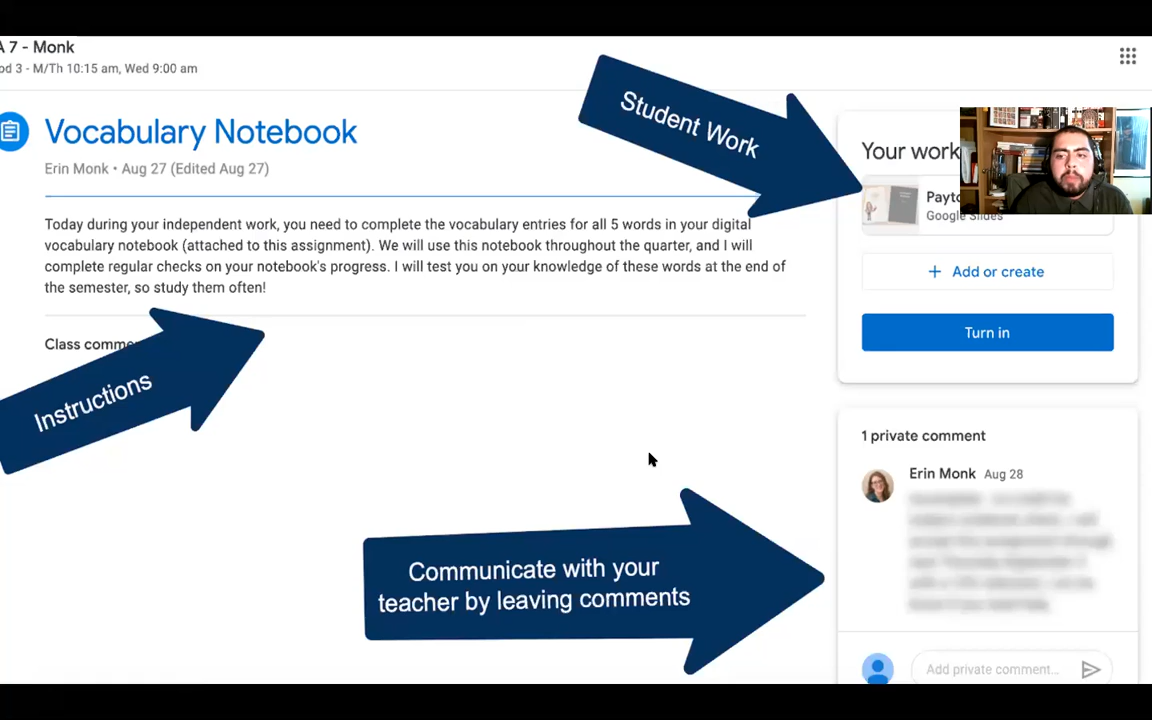 A 7 - Monk
od 3 - M/Th 10:15 am, Wed 9:00 am
Vocabulary Notebook
Erin Monk • Aug 27 (Edited Aug 27)
Today during your independent work, you need to complete the vocabulary entries for all 5 words in your digital
vocabulary notebook (attached to this assignment). We will use this notebook throughout the quarter, and I will
complete regular checks on your notebook's progress. I will test you on your knowledge of these words at the end of
the semester, so study them often!
Class comme
Instructions
Student Work
Your work
Payto
Google Slides
+ Add or create
Turn in
1 private comment
Erin Monk Aug 28
Communicate with your
teacher by leaving comments
Add private comment...